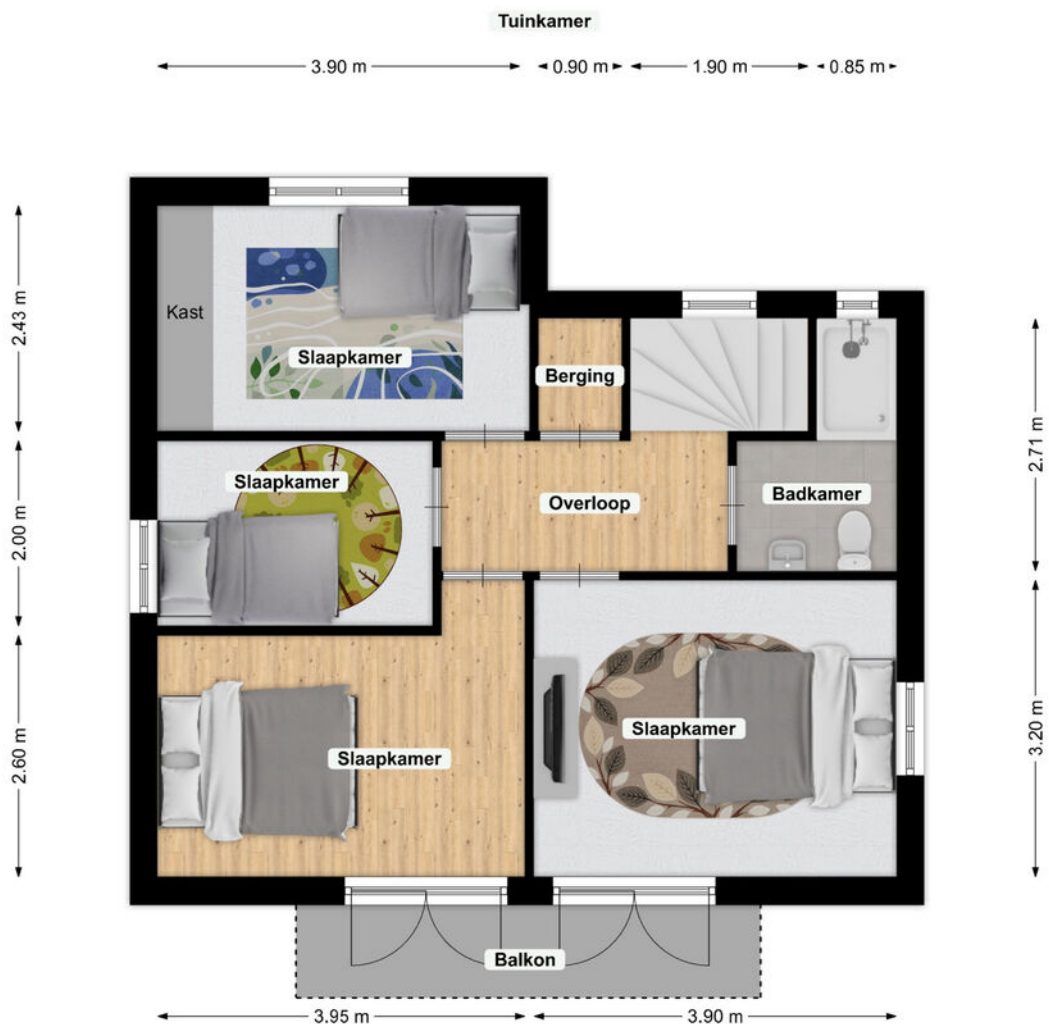 Tuinkamer
3.90 m
0.90 m
1.90 m
0.85 m
2.43 m
Kast
Slaapkamer
Berging
2.71 m
2.00 m
Slaapkamer
Overloop
Badkamer
2.60 m
Slaapkamer
Slaapkamer
3.20 m
Balkon
3.95 m
3.90 m